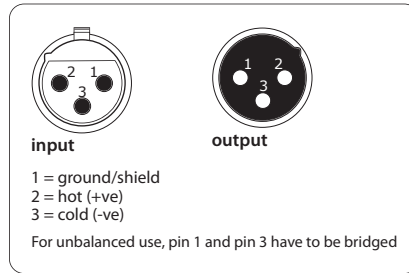 2 1
3
1 2
3
input
output
1 = ground/shield
2 = hot (+ve)
3 = cold (-ve)
For unbalanced use, pin 1 and pin 3 have to be bridged